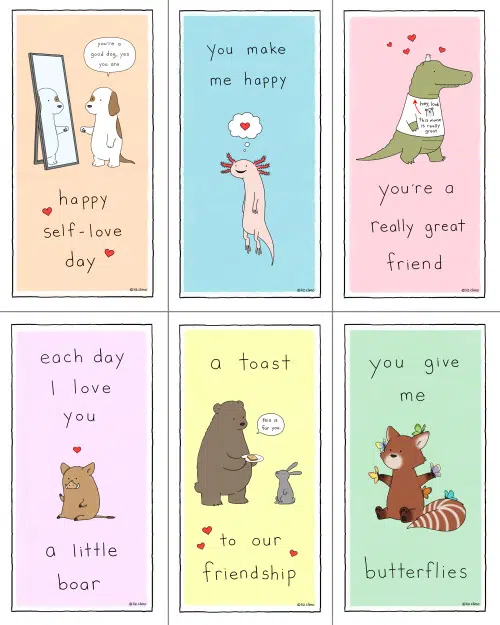 you're a
good dog, yes
you are.
happy
self-love
day
©liz climo
you make
me happy
©liz climo
hey, look
this mouse
is really
great
you're a
really great
friend
©liz climo
each day
I love
you
a little
boar
©liz climo
a toast
this is
for you.
to our
friendship
©liz climo
you give
me
butterflies
©liz climo